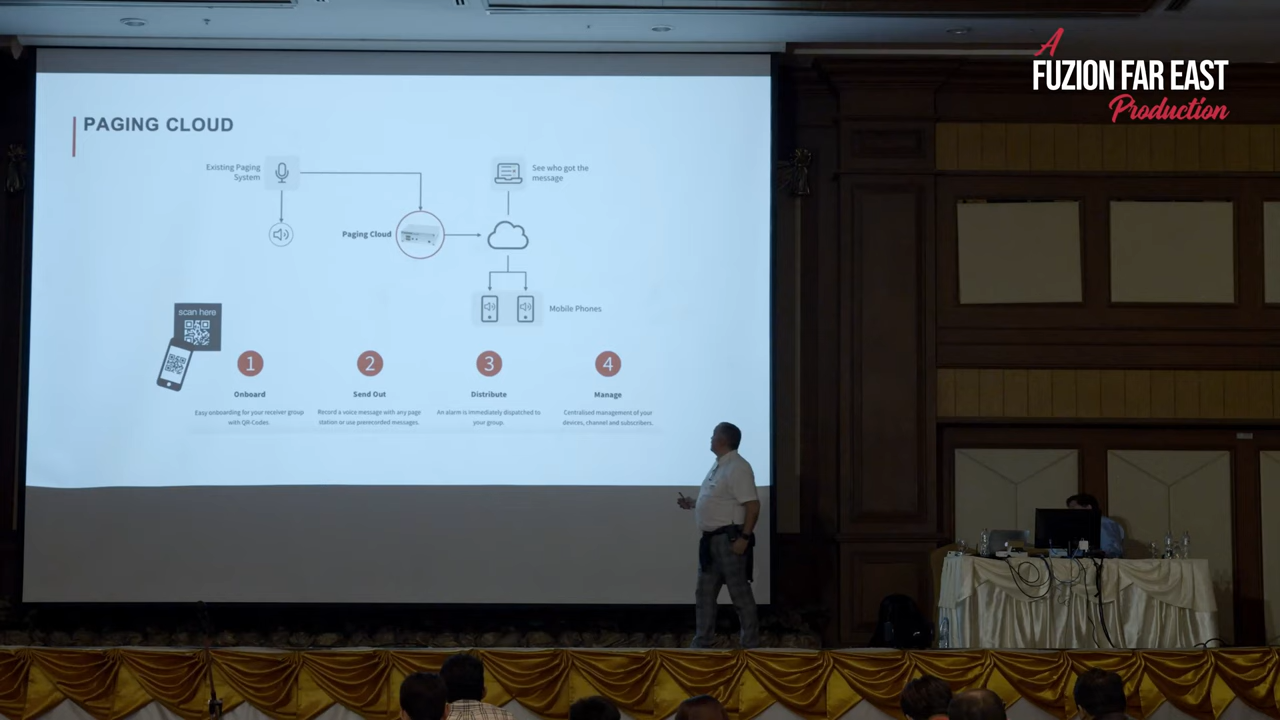 A
FUZION FAR EAST
Production
PAGING CLOUD
Existing Paging
System
See who got the
message
Paging Cloud
Mobile Phones
scan here
1
2
3
4
Onboard
Send Out
Distribute
Manage
Easy onboarding for your receiver group
with QR-Codes.
Record a voice message with any page
station or use prerecorded messages.
An alarm is immediately dispatched to
your group.
Centralised management of your
devices, channel and subscribers.